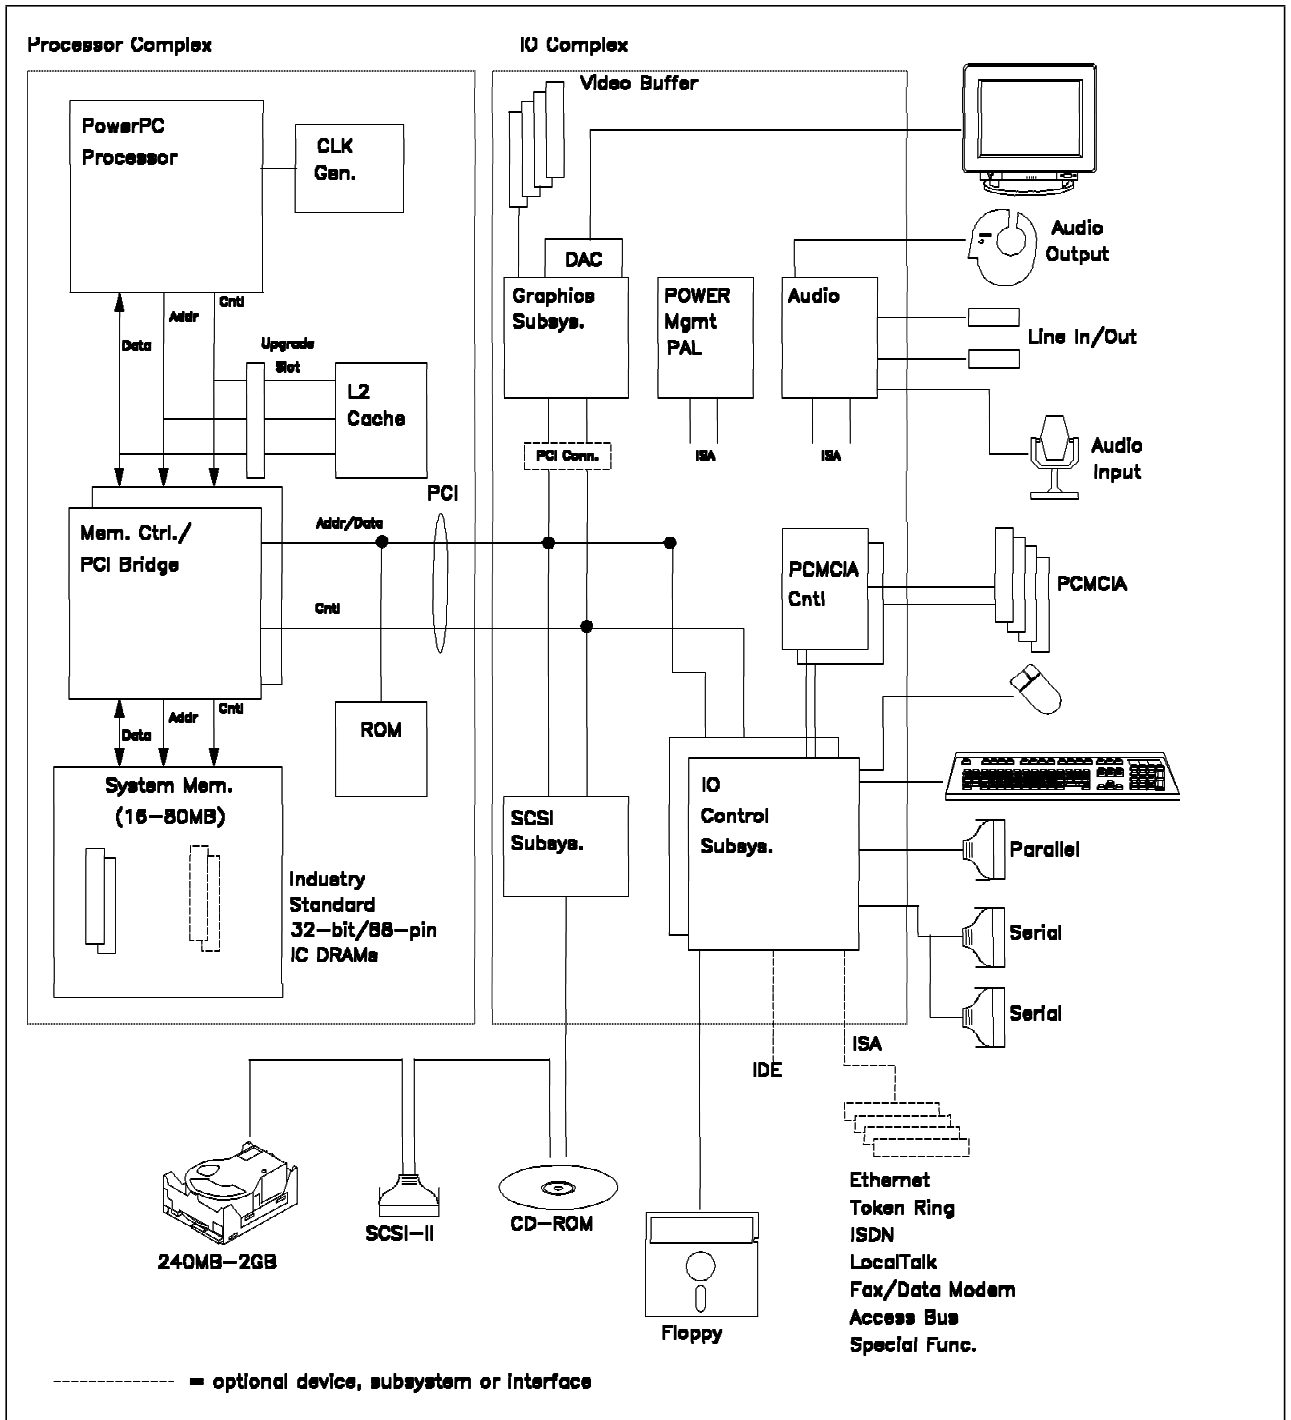 Processor Complex
IO Complex
Video Buffer
PowerPC
Processor
CLK
Gen.
DAC
Audio
Output
Graphics
Subsys.
POWER
Mgmt
PAL
Audio
Line In/Out
Cntl
Addr
Data
Upgrade
Slot
L2
Cache
PCI Conn.
ISA
ISA
Audio
Input
PCI
Mem. Ctrl./
PCI Bridge
Addr/Data
Cntl
PCMCIA
Cntl
PCMCIA
Data
Addr
Cntl
ROM
System Mem.
(16-80MB)
Industry
Standard
32-bit/88-pin
IC DRAMs
SCSI
Subsys.
IO
Control
Subsys.
Parallel
Serial
Serial
IDE
ISA
240MB-2GB
SCSI-II
CD-ROM
Floppy
Ethernet
Token Ring
ISDN
LocalTalk
Fax/Data Modem
Access Bus
Special Func.
= optional device, subsystem or interface